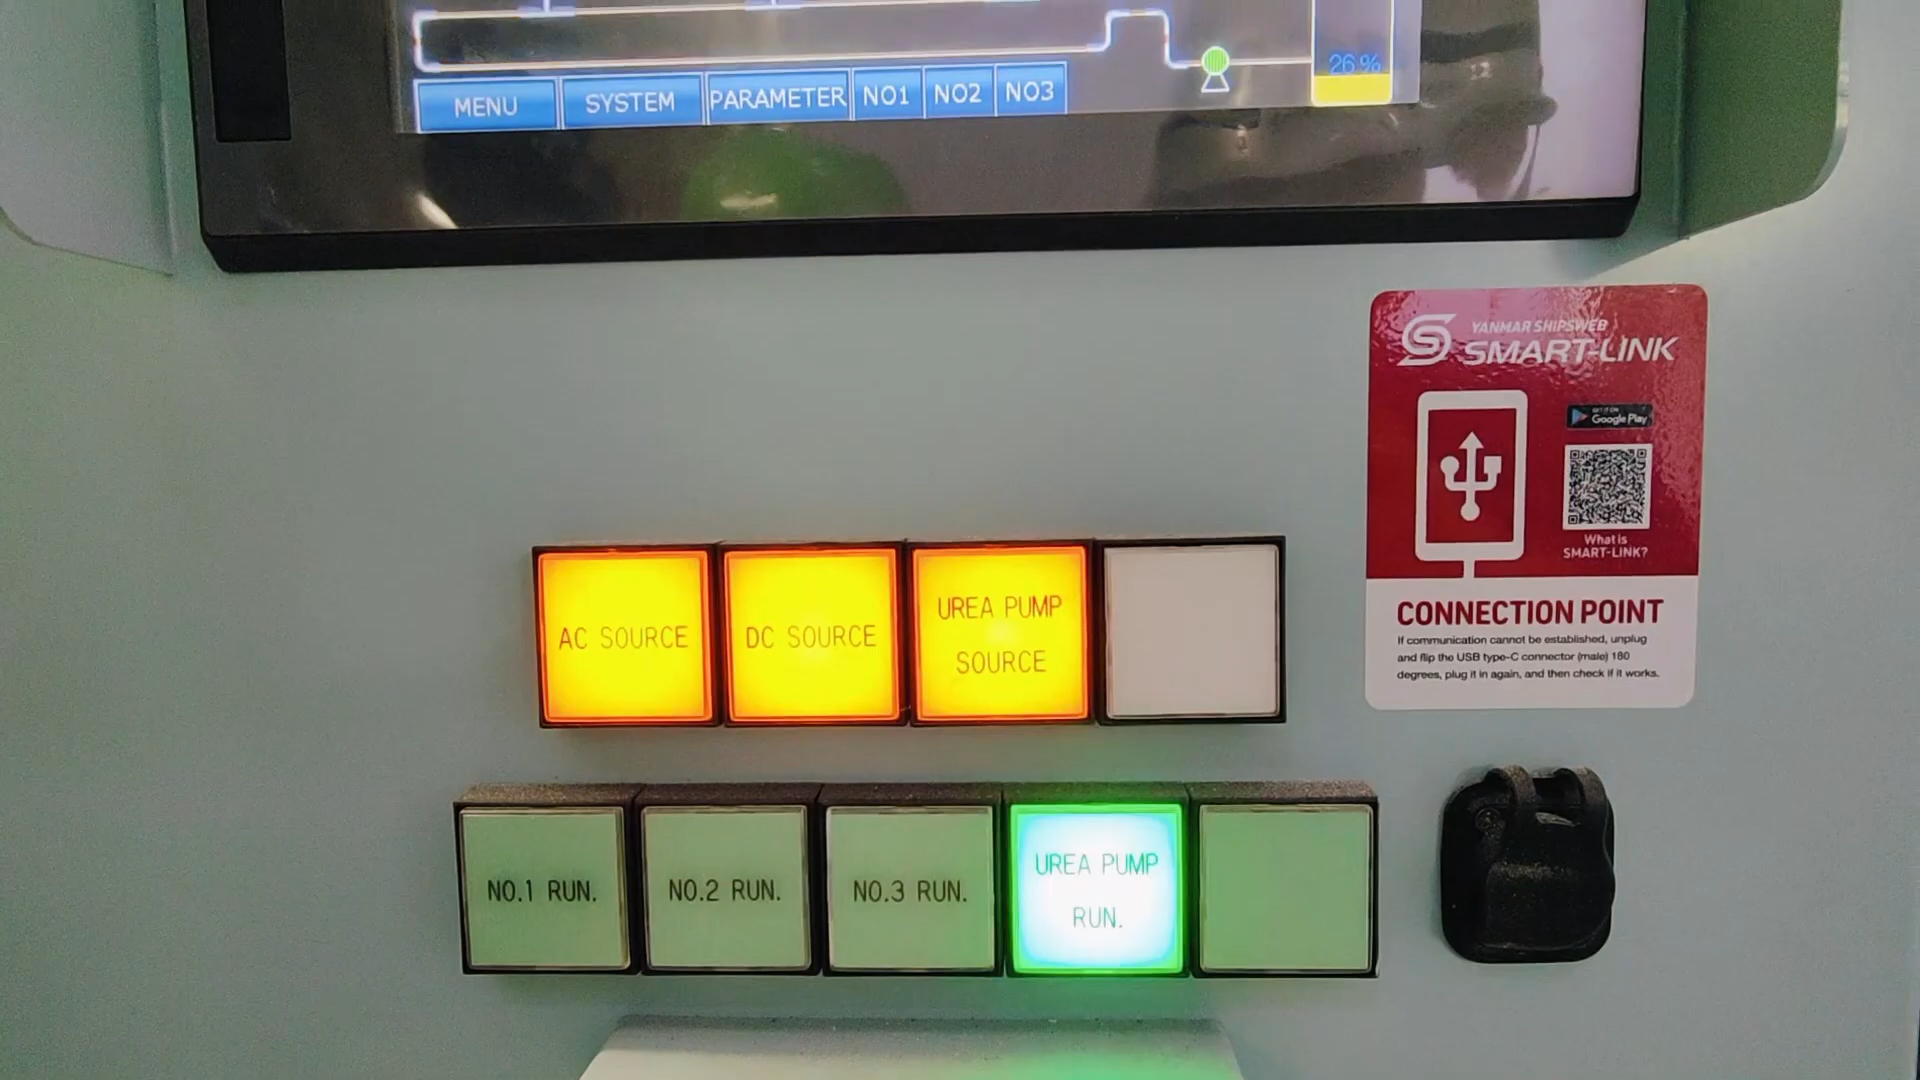 26 %
MENU SYSTEM PARAMETER NO1 NO2 NO3
YANMAR SHIPSWEB
SMART-LINK
GET IT ON
Google Play
What is
SMART-LINK?
CONNECTION POINT
If communication cannot be established, unplug
and flip the USB type-C connector (male) 180
degrees, plug it in again, and then check if it works.
AC SOURCE
DC SOURCE
UREA PUMP
SOURCE
NO.1 RUN.
NO.2 RUN.
NO.3 RUN.
UREA PUMP
RUN.